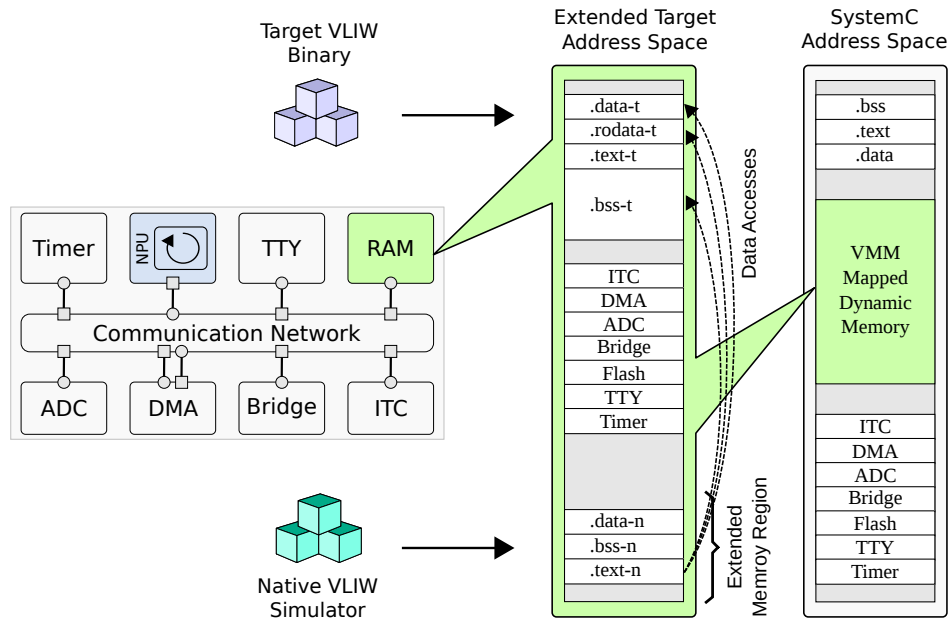 Target VLIW
Binary
Extended Target
Address Space
SystemC
Address Space
.data-t
.rodata-t
.text-t
.bss-t
ITC
DMA
ADC
Bridge
Flash
TTY
Timer
.data-n
.bss-n
.text-n
Data Accesses
Extended
Memroy Region
.bss
.text
.data
VMM
Mapped
Dynamic
Memory
ITC
DMA
ADC
Bridge
Flash
TTY
Timer
Timer
NPU
TTY
RAM
Communication Network
ADC
DMA
Bridge
ITC
Native VLIW
Simulator